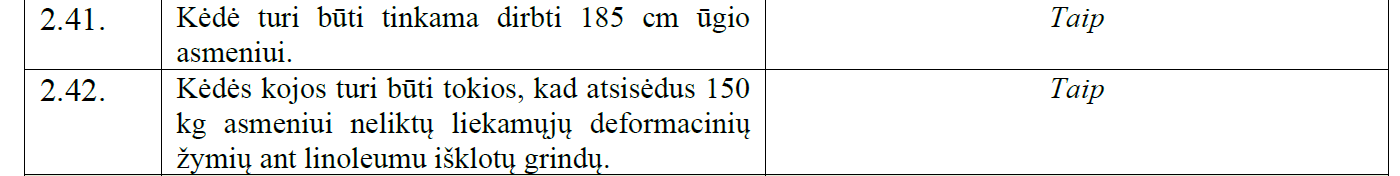 2.41. Kėdė turi būti tinkama dirbti 185 cm ūgio Taip
asmeniui.
2.42. Kėdės kojos turi būti tokios, kad atsisėdus 150 Taip
kg asmeniui neliktų liekamųjų deformacinių
žymių ant linoleumu išklotų grindų.